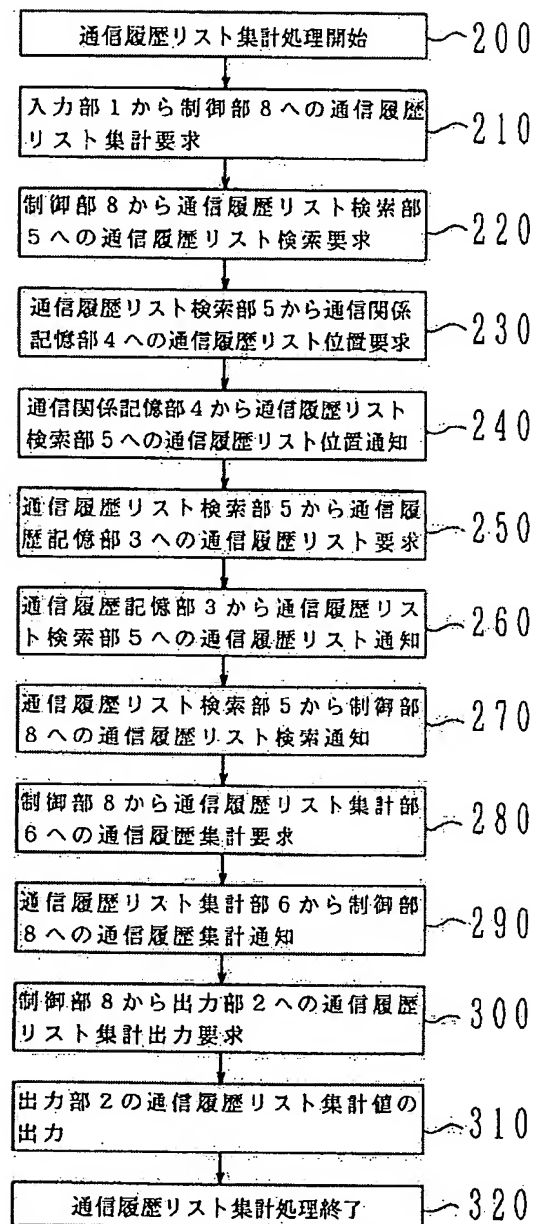 通信履歴リスト集計処理開始
200
入力部1から制御部8への通信履歴
リスト集計要求
210
制御部8から通信履歴リスト検索部
5への通信履歴リスト検索要求
220
通信履歴リスト検索部5から通信関係
記憶部4への通信履歴リスト位置要求
230
通信関係記憶部4から通信履歴リスト
検索部5への通信履歴リスト位置通知
240
通信履歴リスト検索部5から通信履
歴記憶部3への通信履歴リスト要求
250
通信履歴記憶部3から通信履歴リス
ト検索部5への通信履歴リスト通知
260
通信履歴リスト検索部5から制御部
8への通信履歴リスト検索通知
270
制御部8から通信履歴リスト集計部
6への通信履歴集計要求
280
通信履歴リスト集計部6から制御部
8への通信履歴集計通知
290
制御部8から出力部2への通信履歴
リスト集計出力要求
300
出力部2の通信履歴リスト集計値の
出力
310
通信履歴リスト集計処理終了
320